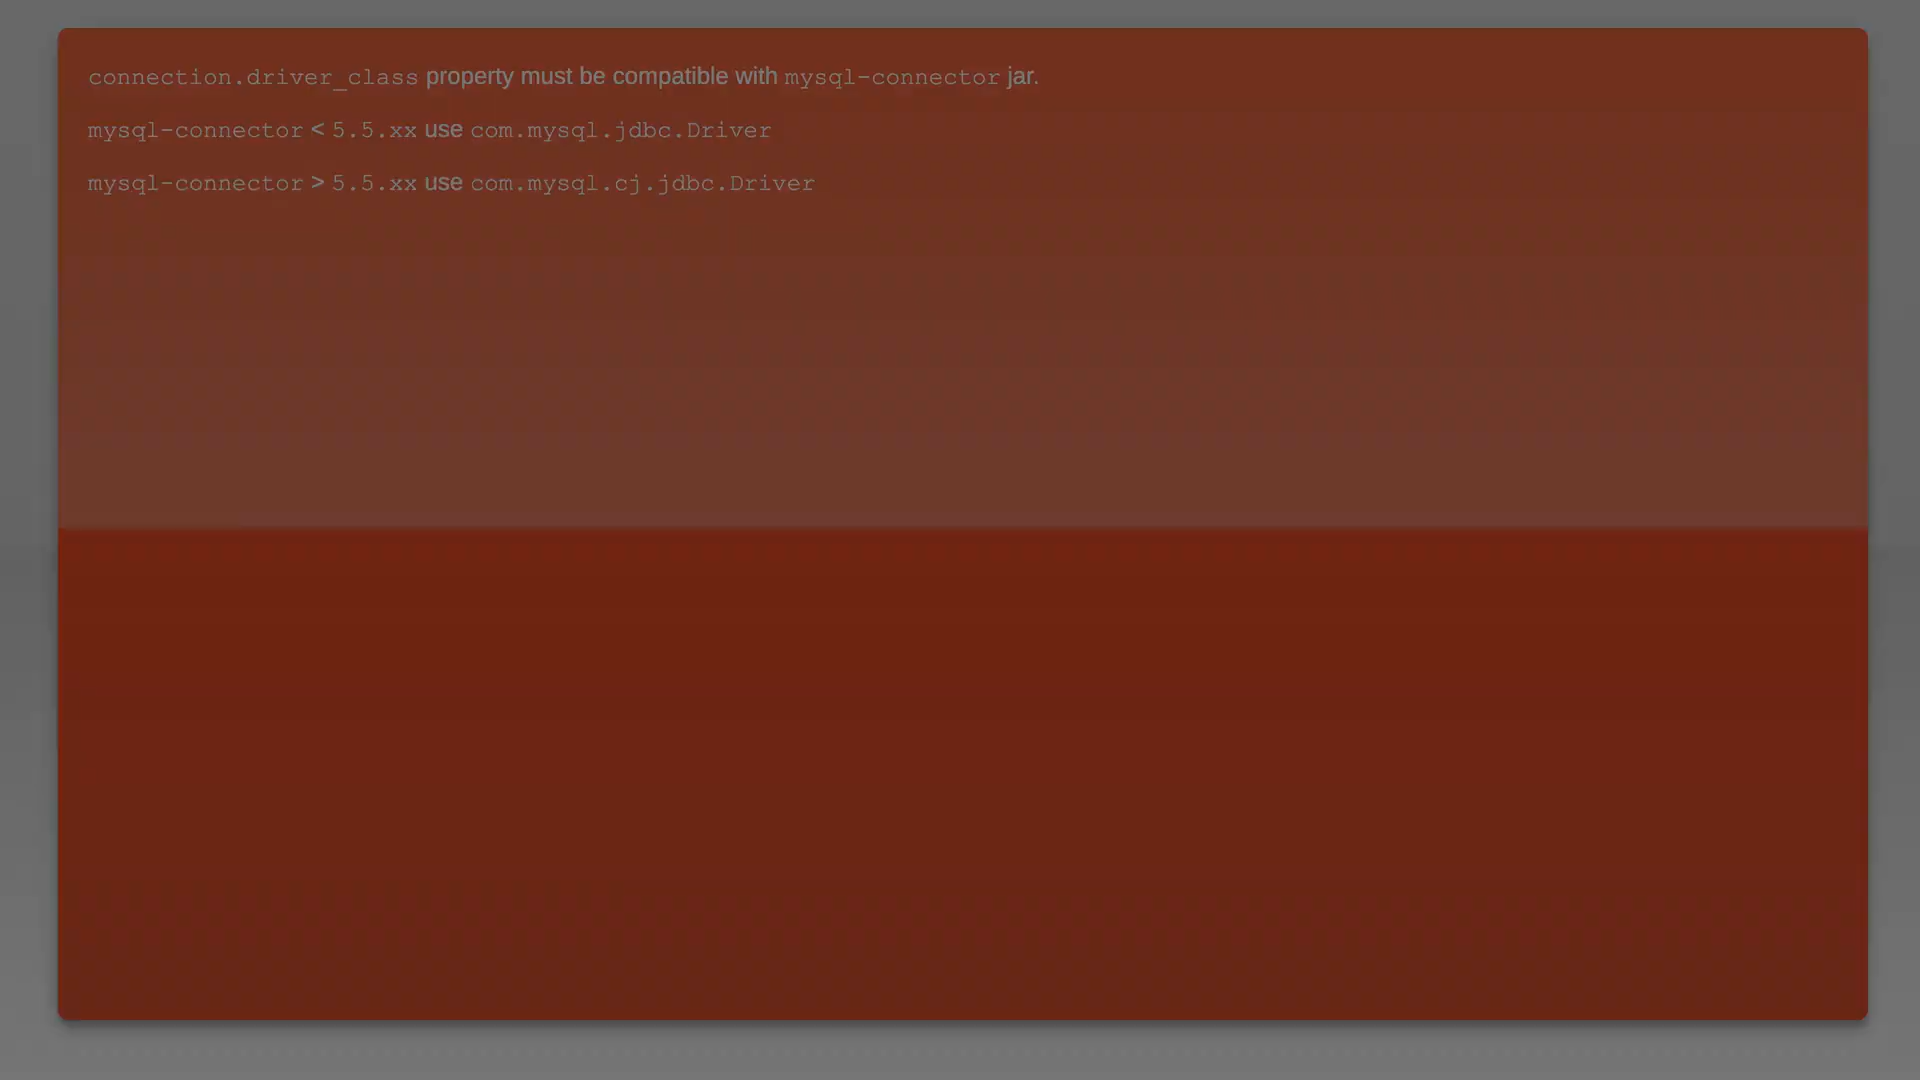 connection.driver_class property must be compatible with mysql-connector jar.
mysql-connector < 5.5.xx use com.mysql.jdbc.Driver
mysql-connector > 5.5.xx use com.mysql.cj.jdbc.Driver